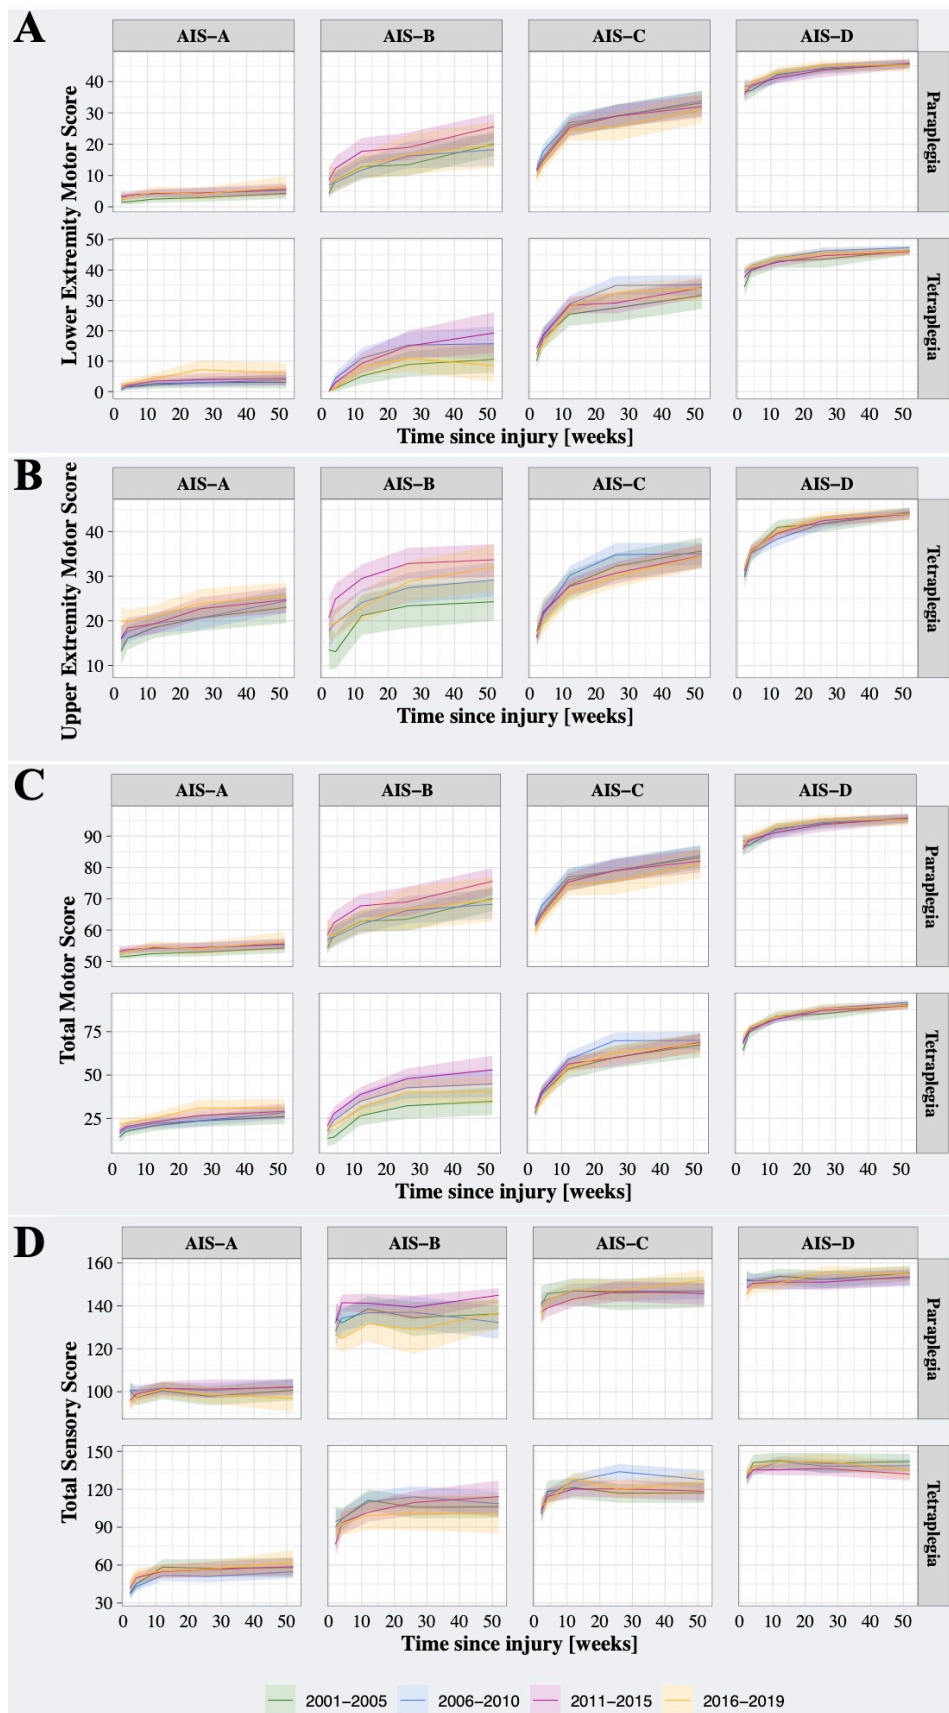 A
AIS−A AIS−B AIS−C AIS−D
Lower Extremity Motor Score
40
30
20
10
0
Paraplegia
50
40
30
20
10
0
Tetraplegia
0 10 20 30 40 50 0 10 20 30 40 50 0 10 20 30 40 50 0 10 20 30 40 50
Time since injury [weeks]
B
AIS−A AIS−B AIS−C AIS−D
Upper Extremity Motor Score
40
30
20
10
Tetraplegia
0 10 20 30 40 50 0 10 20 30 40 50 0 10 20 30 40 50 0 10 20 30 40 50
Time since injury [weeks]
C
AIS−A AIS−B AIS−C AIS−D
Total Motor Score
90
80
70
60
50
Paraplegia
75
50
25
Tetraplegia
0 10 20 30 40 50 0 10 20 30 40 50 0 10 20 30 40 50 0 10 20 30 40 50
Time since injury [weeks]
D
AIS−A AIS−B AIS−C AIS−D
Total Sensory Score
160
140
120
100
Paraplegia
150
120
90
60
30
Tetraplegia
0 10 20 30 40 50 0 10 20 30 40 50 0 10 20 30 40 50 0 10 20 30 40 50
Time since injury [weeks]
2001−2005 2006−2010 2011−2015 2016−2019